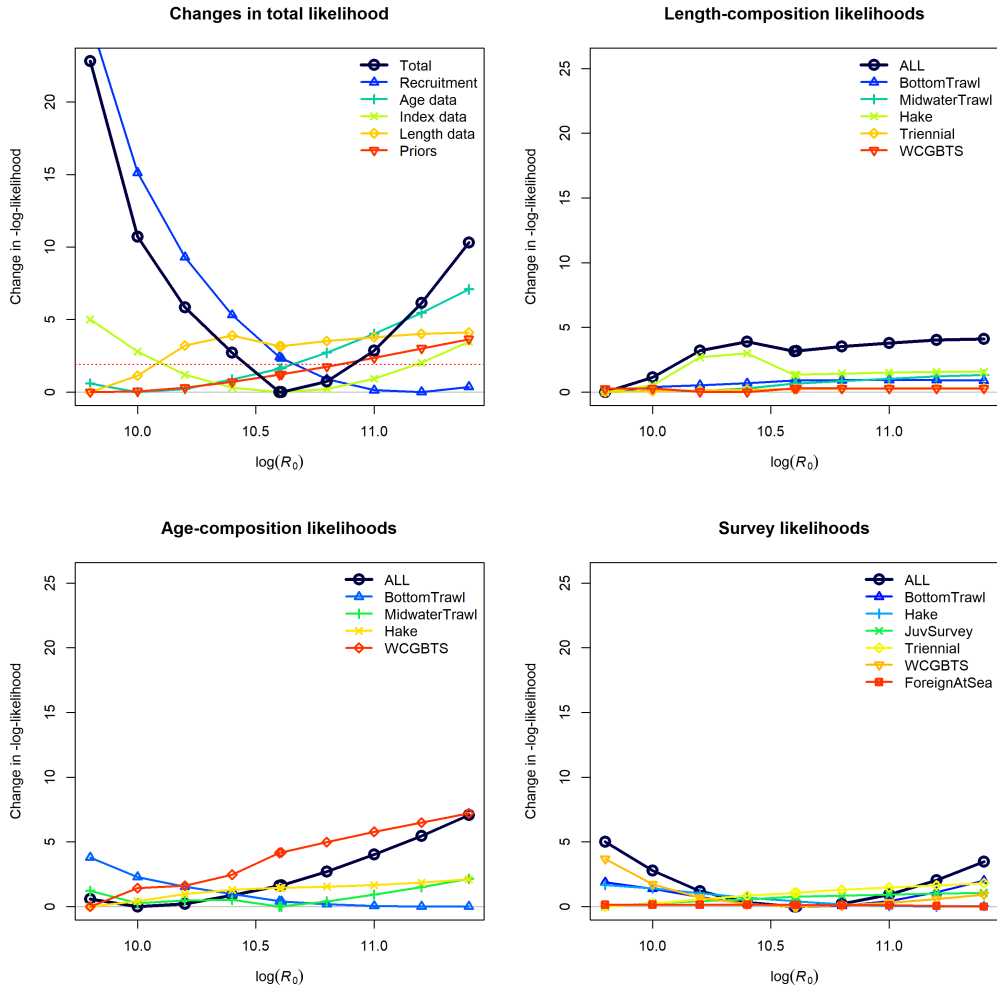 Changes in total likelihood
Change in -log-likelihood
20
15
10
5
0
Total
Recruitment
Age data
Index data
Length data
Priors
10.0 10.5 11.0
log(R0)
Length-composition likelihoods
Change in -log-likelihood
25
20
15
10
5
0
ALL
BottomTrawl
MidwaterTrawl
Hake
Triennial
WCGBTS
10.0 10.5 11.0
log(R0)
Age-composition likelihoods
Change in -log-likelihood
25
20
15
10
5
0
ALL
BottomTrawl
MidwaterTrawl
Hake
WCGBTS
10.0 10.5 11.0
log(R0)
Survey likelihoods
Change in -log-likelihood
25
20
15
10
5
0
ALL
BottomTrawl
Hake
JuvSurvey
Triennial
WCGBTS
ForeignAtSea
10.0 10.5 11.0
log(R0)